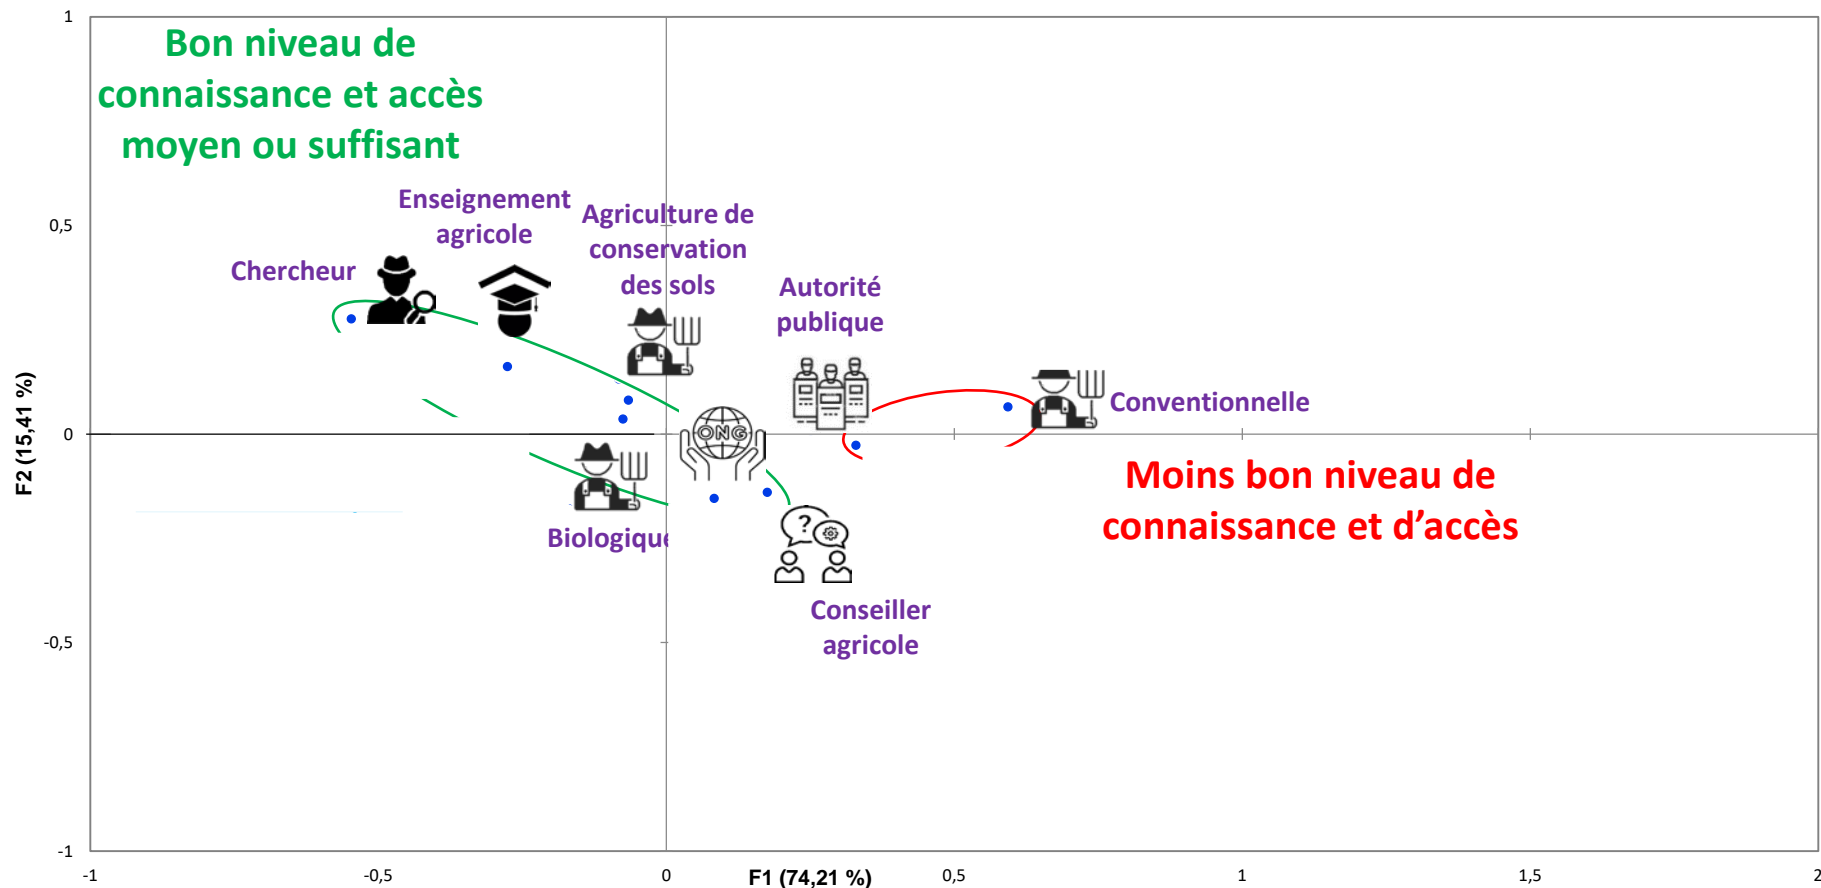 1
Bon niveau de
connaissance et accès
moyen ou suffisant
Enseignement
agricole
Agriculture de
conservation
des sols
0,5
Chercheur
Autorité
publique
Conventionnelle
F2 (15,41 %)
0
ONG
Moins bon niveau de
connaissance et d’accès
?
Biologique
Conseiller
agricole
-0,5
-1
-1
-0,5
0
F1 (74,21 %)
0,5
1
1,5
2